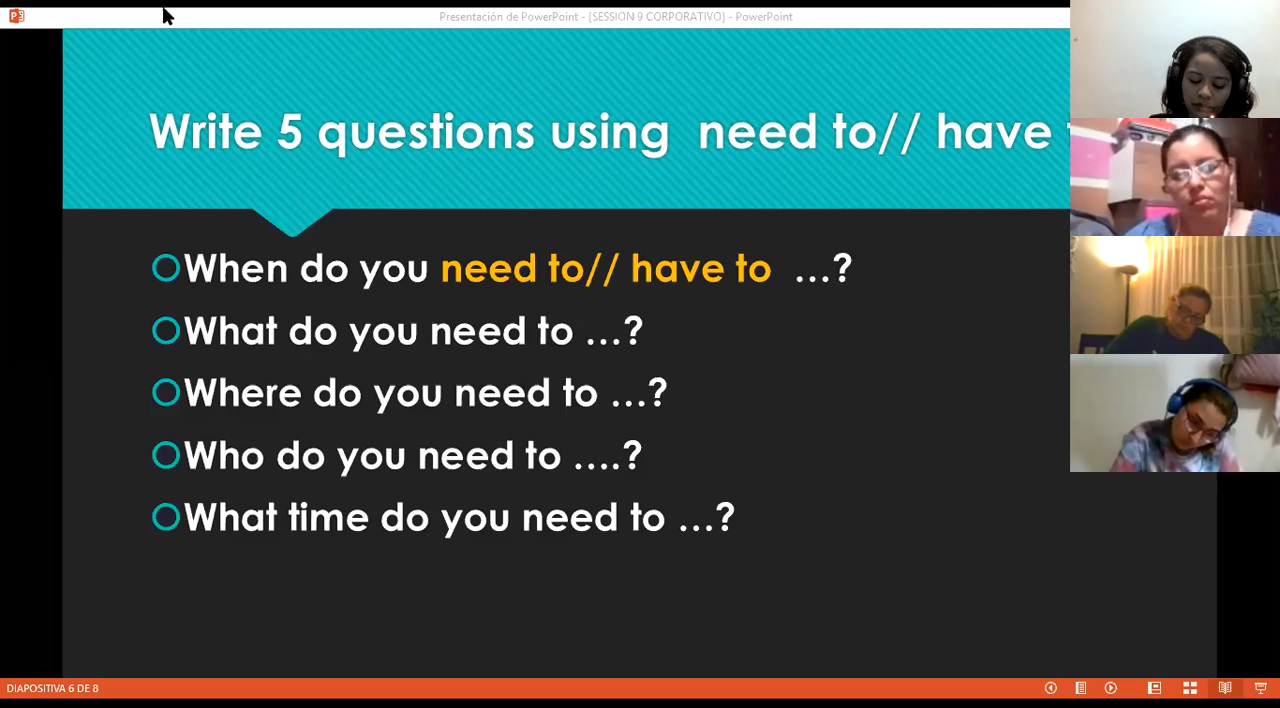 Presentación de PowerPoint - [SESSION 9 CORPORATIVO] - PowerPoint
Write 5 questions using need to// have
When do you need to// have to ...?
What do you need to ...?
Where do you need to ...?
Who do you need to ....?
What time do you need to ...?
DIAPOSITIVA 6 DE 8